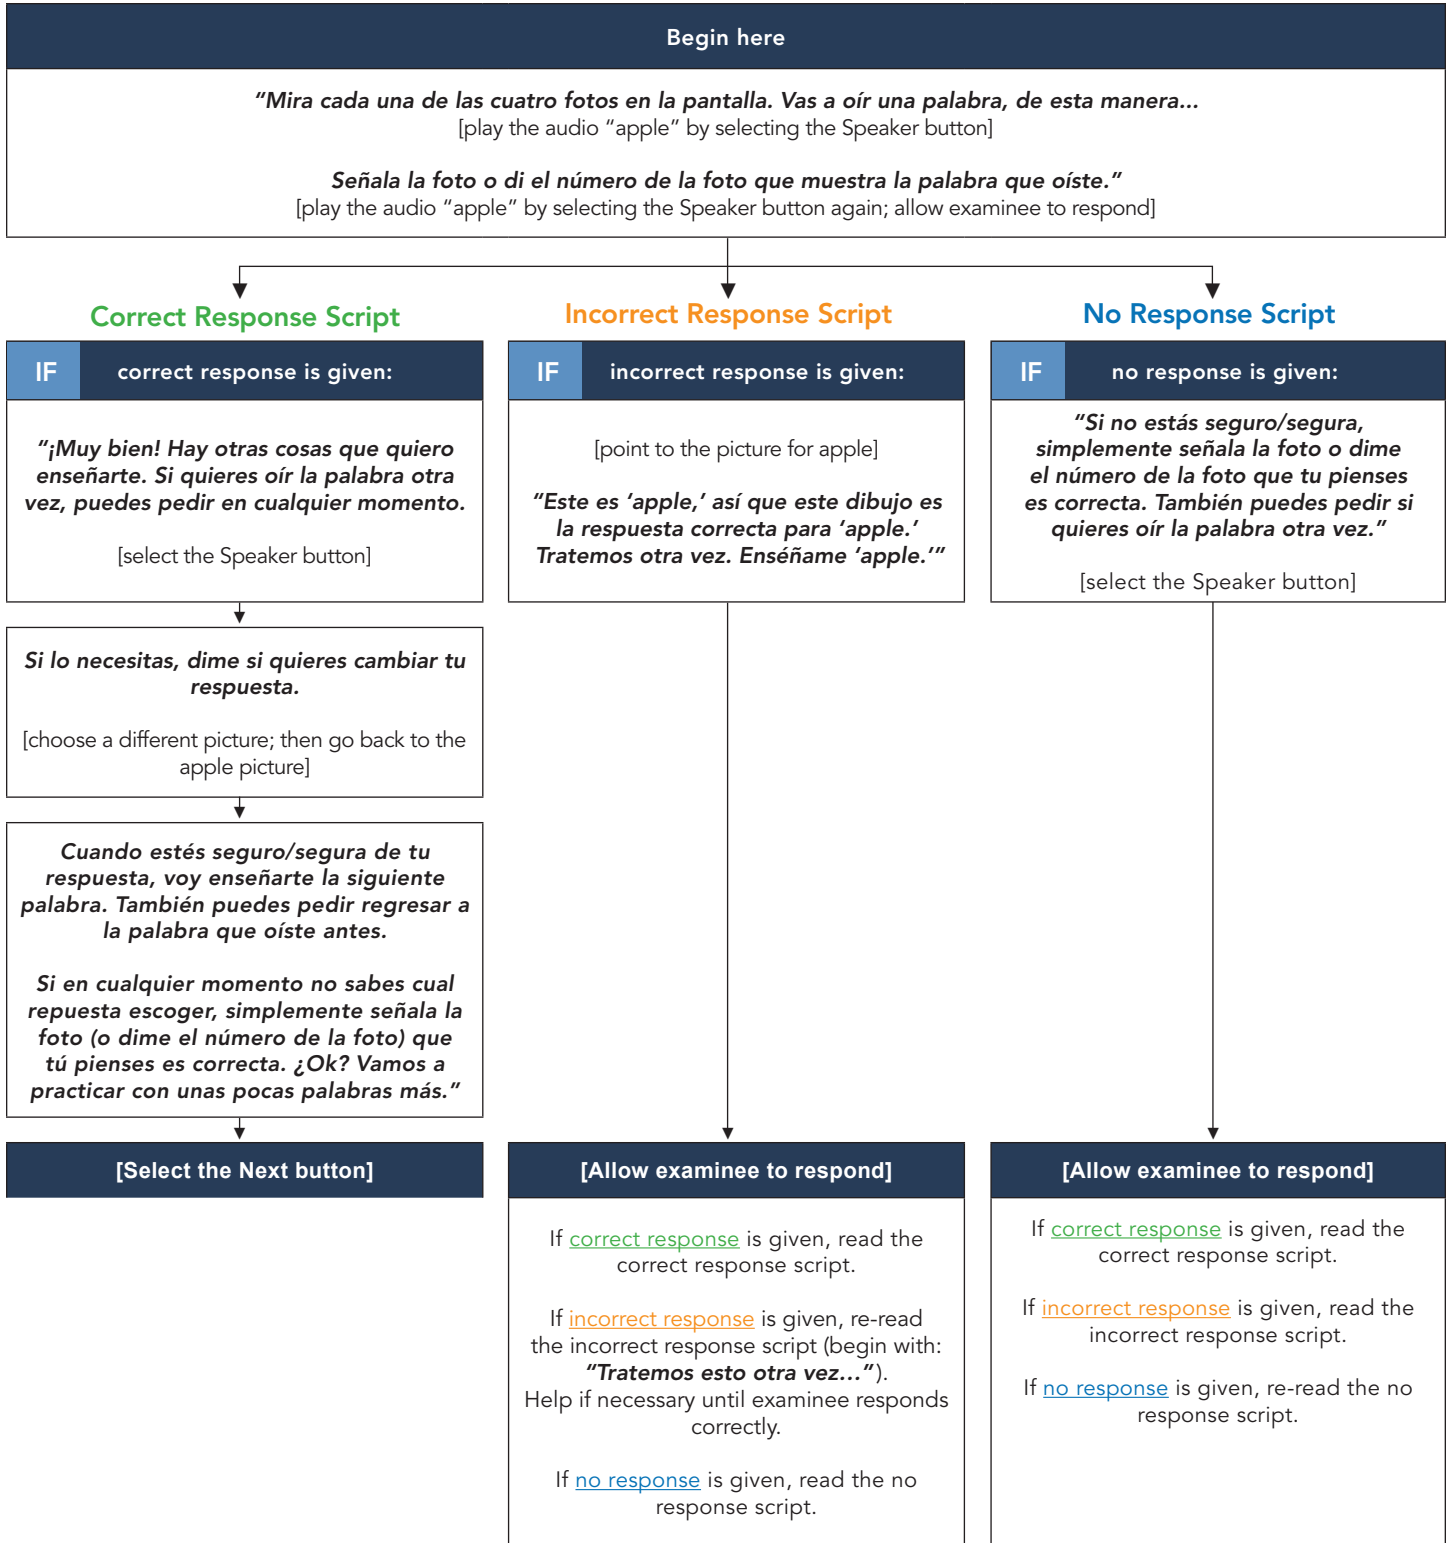 Begin here
“Mira cada una de las cuatro fotos en la pantalla. Vas a oír una palabra, de esta manera...
[play the audio “apple” by selecting the Speaker button]
Señala la foto o di el número de la foto que muestra la palabra que oíste.”
[play the audio “apple” by selecting the Speaker button again; allow examinee to respond]
Correct Response Script
IF correct response is given:
“¡Muy bien! Hay otras cosas que quiero
enseñarte. Si quieres oír la palabra otra
vez, puedes pedir en cualquier momento.
[select the Speaker button]
Si lo necesitas, dime si quieres cambiar tu
respuesta.
[choose a different picture; then go back to the
apple picture]
Cuando estés seguro/segura de tu
respuesta, voy enseñarte la siguiente
palabra. También puedes pedir regresar a
la palabra que oíste antes.
Si en cualquier momento no sabes cual
repuesta escoger, simplemente señala la
foto (o dime el número de la foto) que
tú pienses es correcta. ¿Ok? Vamos a
practicar con unas pocas palabras más.”
[Select the Next button]
Incorrect Response Script
IF incorrect response is given:
[point to the picture for apple]
“Este es ‘apple,’ así que este dibujo es
la respuesta correcta para ‘apple.’
Tratemos otra vez. Enséñame ‘apple.’”
[Allow examinee to respond]
If correct response is given, read the
correct response script.
If incorrect response is given, re-read
the incorrect response script (begin with:
“Tratemos esto otra vez...”).
Help if necessary until examinee responds
correctly.
If no response is given, read the no
response script.
No Response Script
IF no response is given:
“Si no estás seguro/segura,
simplemente señala la foto o dime
el número de la foto que tu pienses
es correcta. También puedes pedir si
quieres oír la palabra otra vez.”
[select the Speaker button]
[Allow examinee to respond]
If correct response is given, read the
correct response script.
If incorrect response is given, read the
incorrect response script.
If no response is given, re-read the no
response script.